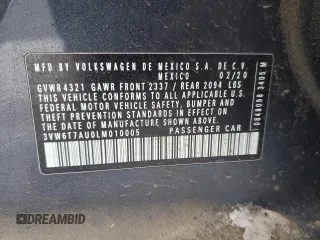 MFD BY VOLKSWAGEN DE MEXICO S.A. DE C.V.
MEXICO 02/20
GVWR 4321 GAWR FRONT 2337 / REAR 2094 LBS
THIS VEHICLE CONFORMS TO ALL APPLICABLE U.S.
FEDERAL MOTOR VEHICLE SAFETY, BUMPER AND
THEFT PREVENTION STANDARDS IN EFFECT ON THE
DATE OF MANUFACTURE SHOWN ABOVE.
3VW6T7AU0LM010005 PASSENGER CAR
DREAMBID